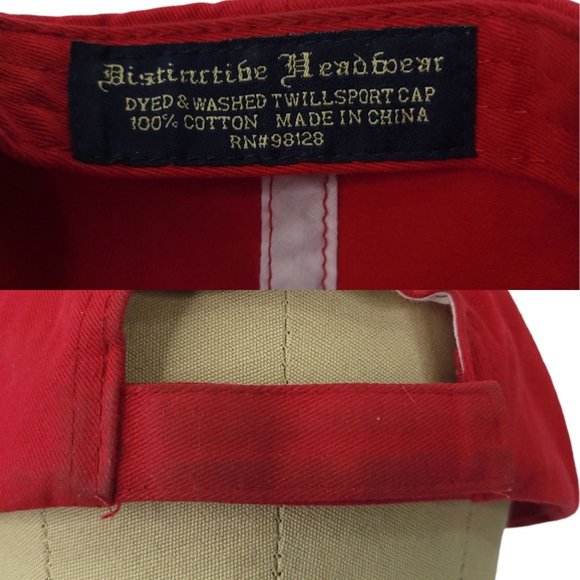 Distinctive Headwear
DYED & WASHED TWILLSPORT CAP
100% COTTON MADE IN CHINA
RN#98128